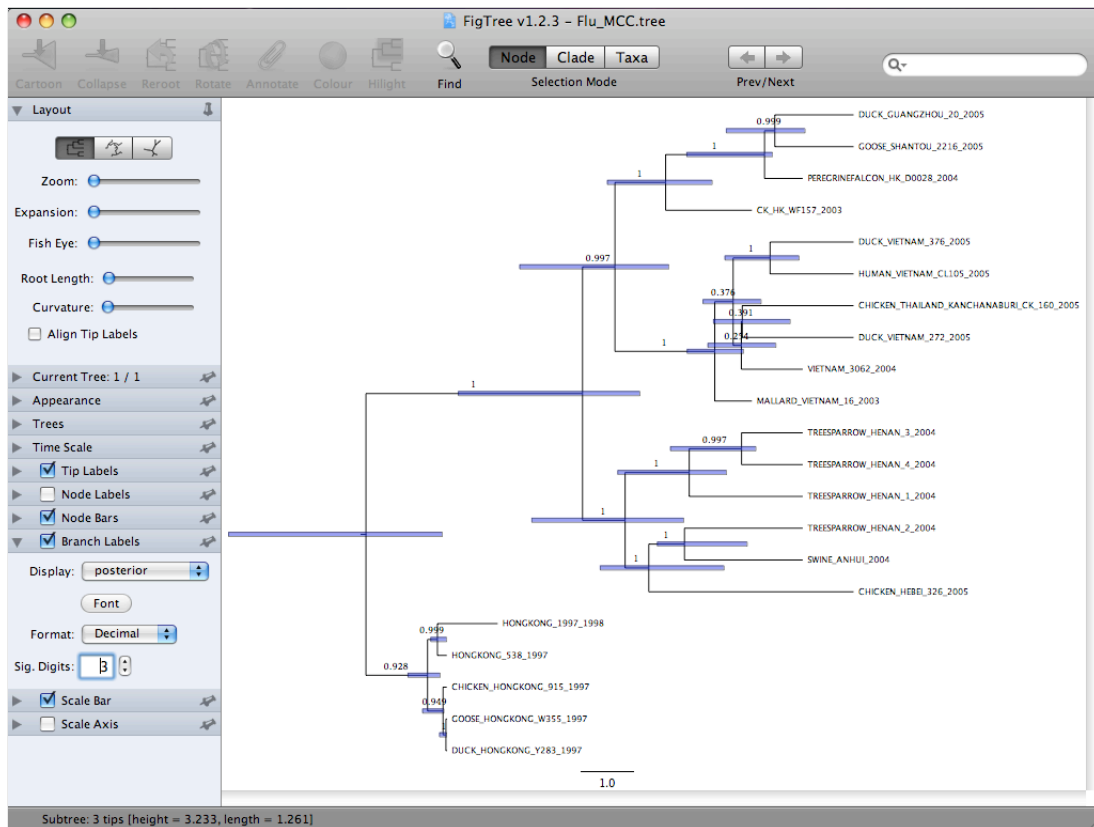 FigTree v1.2.3 – Flu_MCC.tree
Cartoon Collapse Reroot Rotate Annotate Colour Hilight Find
Node Clade Taxa
Selection Mode
Prev/Next
Layout
Zoom:
Expansion:
Fish Eye:
Root Length:
Curvature:
Align Tip Labels
Current Tree: 1 / 1
Appearance
Trees
Time Scale
Tip Labels
Node Labels
Node Bars
Branch Labels
Display: posterior
Font
Format: Decimal
Sig. Digits: 3
Scale Bar
Scale Axis
DUCK_GUANGZHOU_20_2005
0.999
GOOSE_SHANTOU_2216_2005
1
PEREGRINEFALCON_HK_D0028_2004
1
CK_HK_WF157_2003
DUCK_VIETNAM_376_2005
1
0.997
HUMAN_VIETNAM_CL105_2005
0.376
CHICKEN_THAILAND_KANCHANABURI_CK_160_2005
0.391
DUCK_VIETNAM_272_2005
0.254
1
VIETNAM_3062_2004
1
MALLARD_VIETNAM_16_2003
TREESPARROW_HENAN_3_2004
0.997
TREESPARROW_HENAN_4_2004
1
TREESPARROW_HENAN_1_2004
1
TREESPARROW_HENAN_2_2004
1
SWINE_ANHUI_2004
1
CHICKEN_HEBEI_326_2005
HONGKONG_1997_1998
0.999
HONGKONG_538_1997
0.928
CHICKEN_HONGKONG_915_1997
0.949
GOOSE_HONGKONG_W355_1997
1
DUCK_HONGKONG_Y283_1997
1.0
Subtree: 3 tips [height = 3.233, length = 1.261]